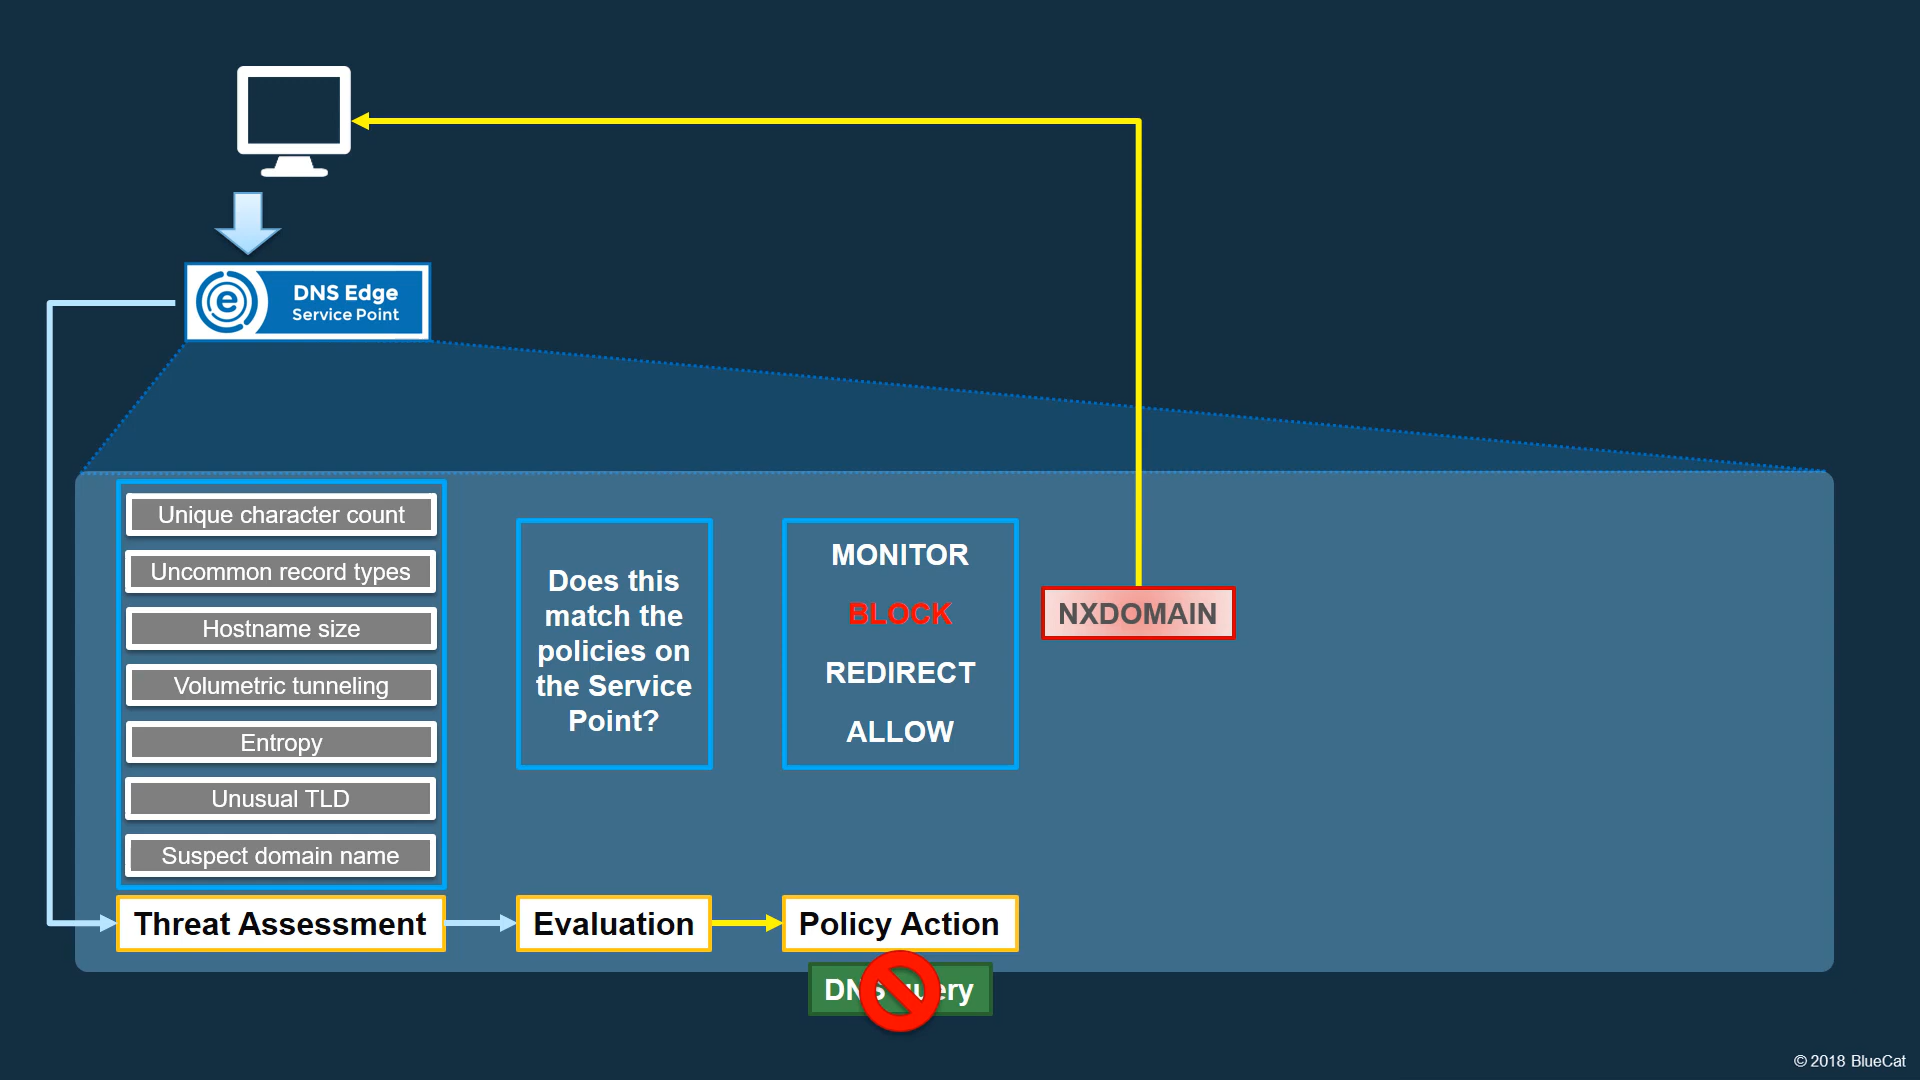 DNS Edge
Service Point
Unique character count
Uncommon record types
Hostname size
Volumetric tunneling
Entropy
Unusual TLD
Suspect domain name
Threat Assessment
Does this
match the
policies on
the Service
Point?
Evaluation
MONITOR
BLOCK
REDIRECT
ALLOW
Policy Action
NXDOMAIN
DNS query
© 2018 BlueCat